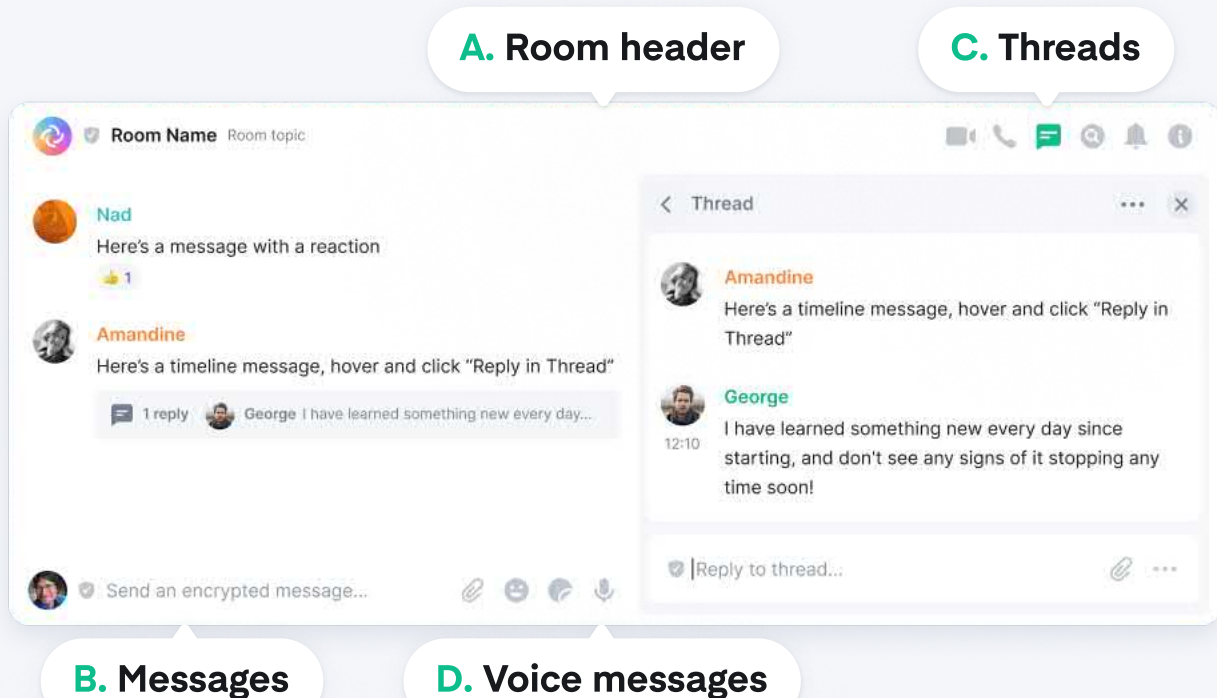 A. Room header
C. Threads
Room Name Room topic
Nad
Here's a message with a reaction
👍 1
Amandine
Here's a timeline message, hover and click “Reply in Thread”
1 reply George I have learned something new every day...
Send an encrypted message...
Thread
Amandine
Here's a timeline message, hover and click “Reply in
Thread”
George
12:10
I have learned something new every day since
starting, and don't see any signs of it stopping any
time soon!
Reply to thread...
B. Messages
D. Voice messages